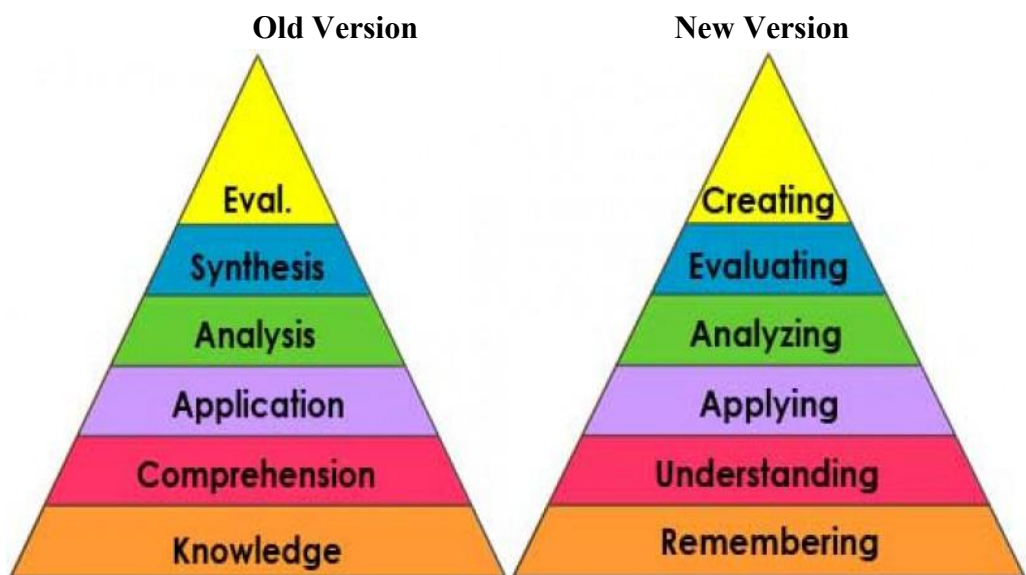 Old Version
Eval.
Synthesis
Analysis
Application
Comprehension
Knowledge
New Version
Creating
Evaluating
Analyzing
Applying
Understanding
Remembering